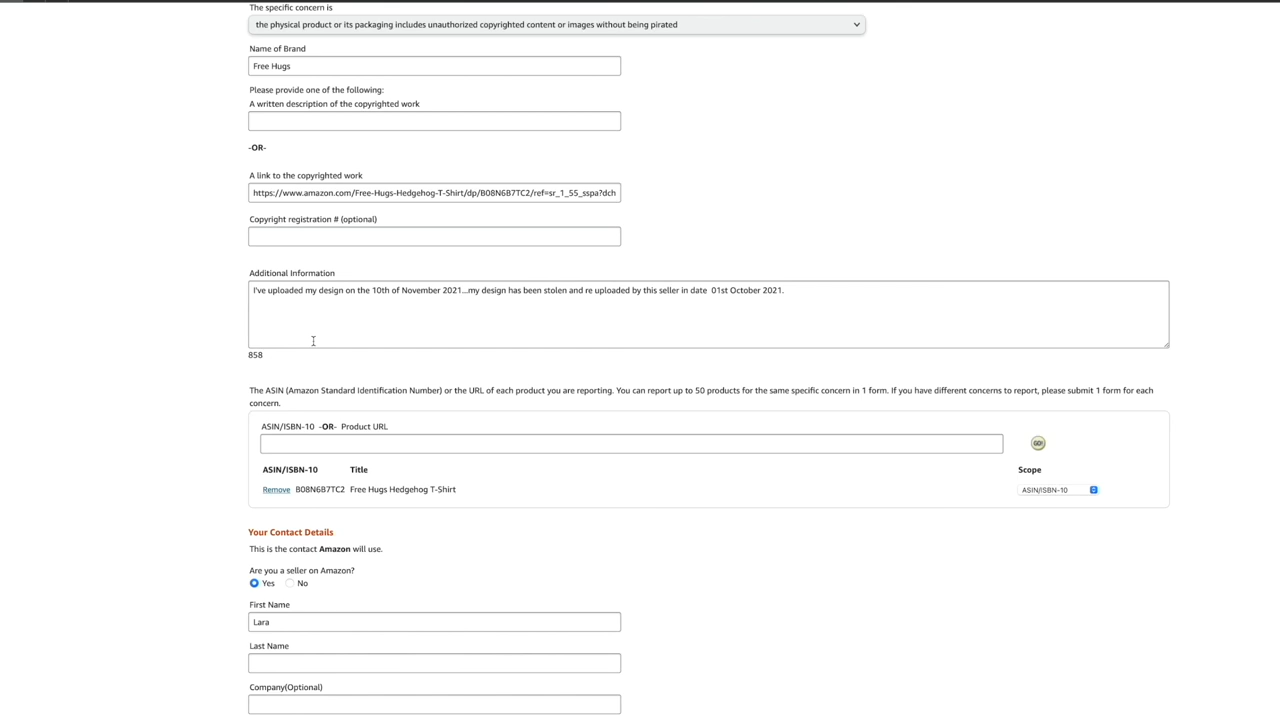 The specific concern is
the physical product or its packaging includes unauthorized copyrighted content or images without being pirated
Name of Brand
Free Hugs
Please provide one of the following:
A written description of the copyrighted work
-OR-
A link to the copyrighted work
https://www.amazon.com/Free-Hugs-Hedgehog-T-Shirt/dp/B08N6B7TC2/ref=sr_1_55_sspa?dch
Copyright registration # (optional)
Additional Information
I've uploaded my design on the 10th of November 2021...my design has been stolen and re uploaded by this seller in date  01st October 2021.
858
The ASIN (Amazon Standard Identification Number) or the URL of each product you are reporting. You can report up to 50 products for the same specific concern in 1 form. If you have different concerns to report, please submit 1 form for each
concern.
ASIN/ISBN-10 -OR- Product URL
GO!
ASIN/ISBN-10 Title Scope
Remove B08N6B7TC2 Free Hugs Hedgehog T-Shirt ASIN/ISBN-10
Your Contact Details
This is the contact Amazon will use.
Are you a seller on Amazon?
Yes No
First Name
Lara
Last Name
Company(Optional)